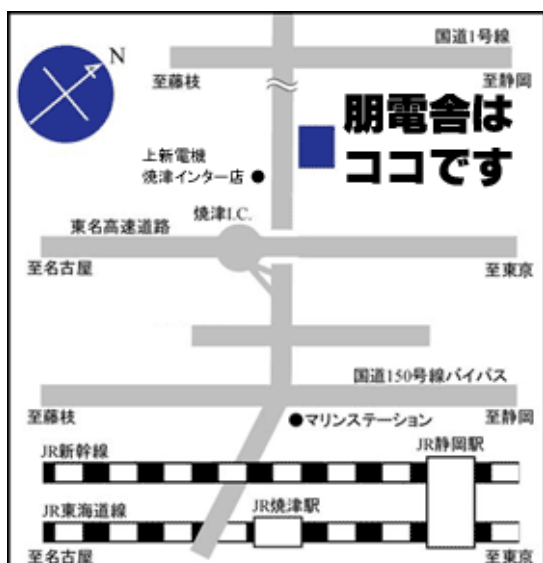 国道1号線
N
至藤枝
至静岡
朋電舎は
ココです
上新電機
焼津インター店
焼津I.C.
東名高速道路
至名古屋
至東京
国道150号線バイパス
至藤枝
至静岡
マリンステーション
JR静岡駅
JR新幹線
JR焼津駅
JR東海道線
至名古屋
至東京